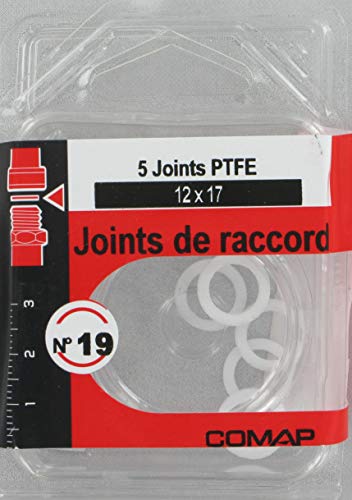 5 Joints PTFE
12 x 17
Joints de raccord
3
2
1
N° 19
COMAP